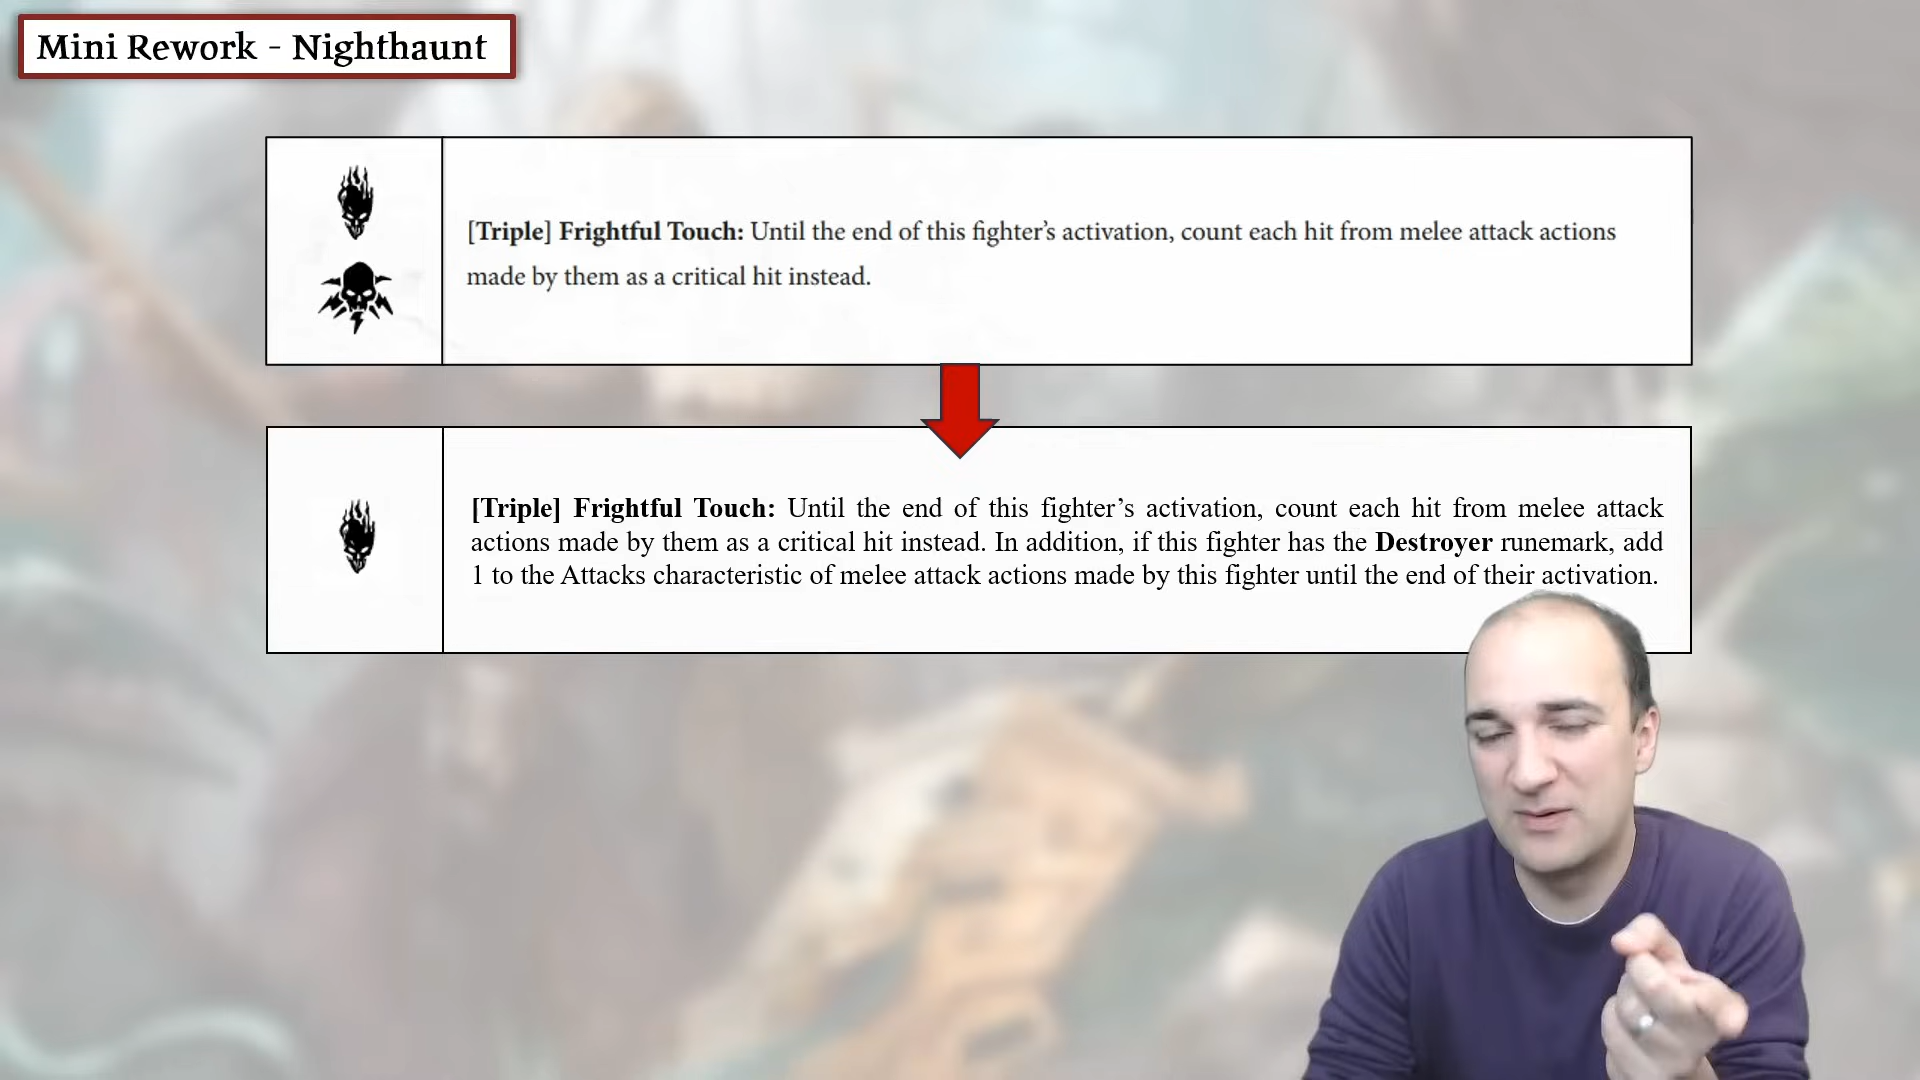 Mini Rework - Nighthaunt
[Triple] Frightful Touch: Until the end of this fighter’s activation, count each hit from melee attack actions
made by them as a critical hit instead.
[Triple] Frightful Touch: Until the end of this fighter’s activation, count each hit from melee attack
actions made by them as a critical hit instead. In addition, if this fighter has the Destroyer runemark, add
1 to the Attacks characteristic of melee attack actions made by this fighter until the end of their activation.